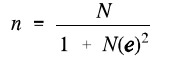 n = N / 1 + N(e)²